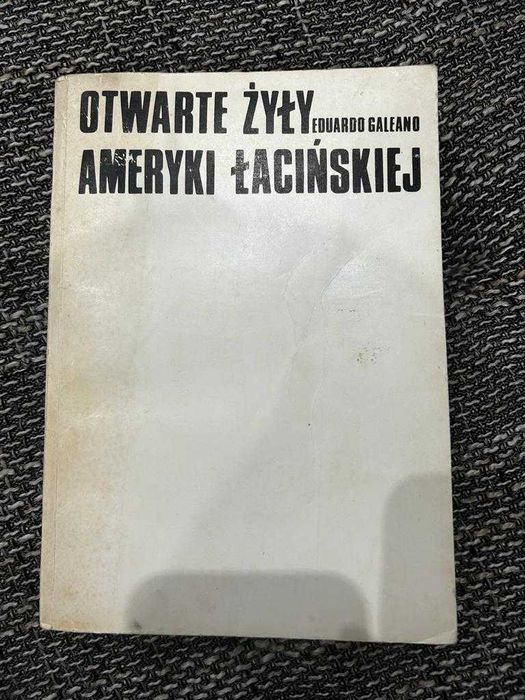 OTWARTE ŻYŁY EDUARDO GALEANO
AMERYKI ŁACIŃSKIEJ